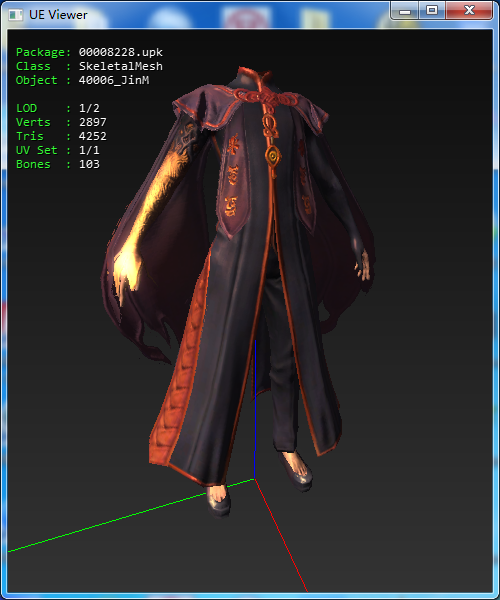 UE Viewer
Package: 00008228.upk
Class : SkeletalMesh
Object : 40006_JinM
LOD : 1/2
Verts : 2897
Tris : 4252
UV Set : 1/1
Bones : 103